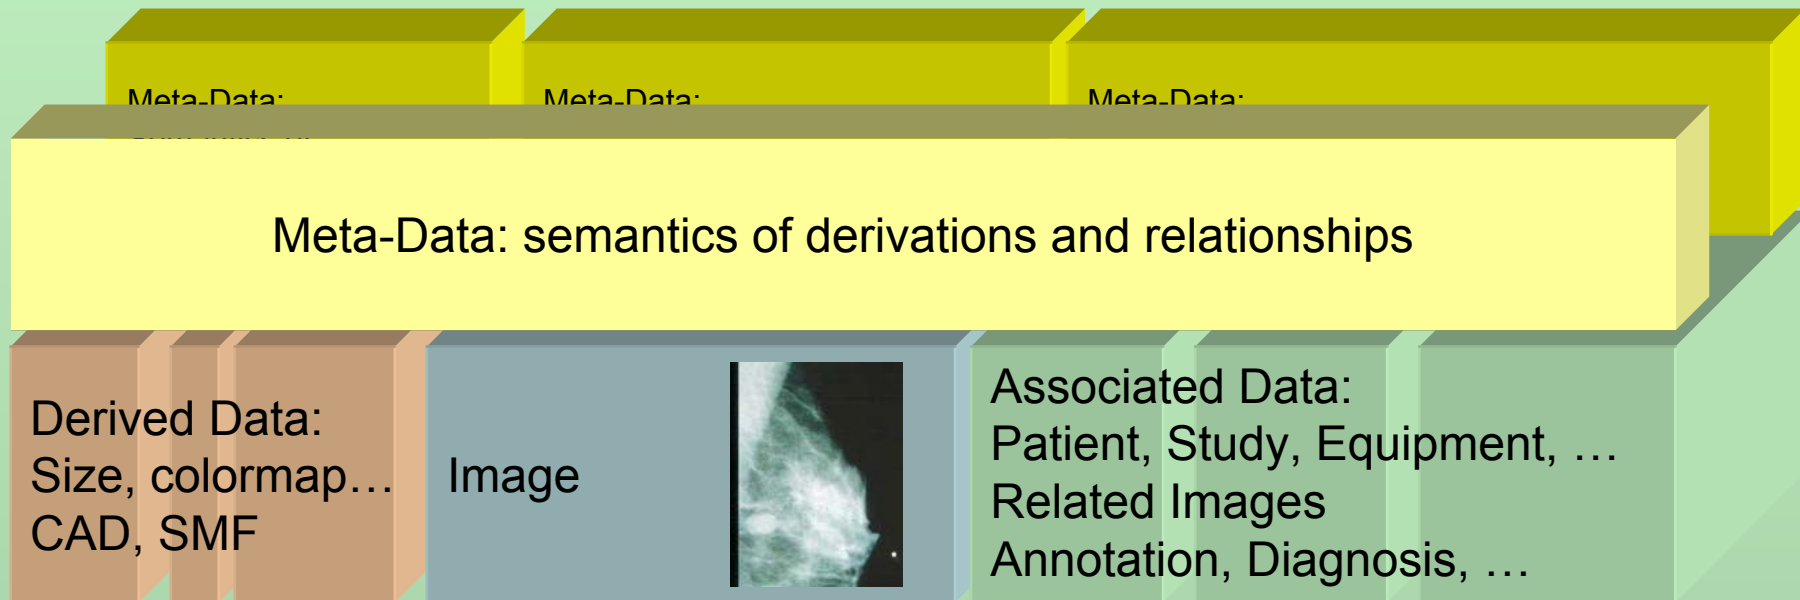 Meta-Data:
Meta-Data:
Meta-Data:
Meta-Data: semantics of derivations and relationships
Derived Data:
Size, colormap…
CAD, SMF
Image
Associated Data:
Patient, Study, Equipment, …
Related Images
Annotation, Diagnosis, …